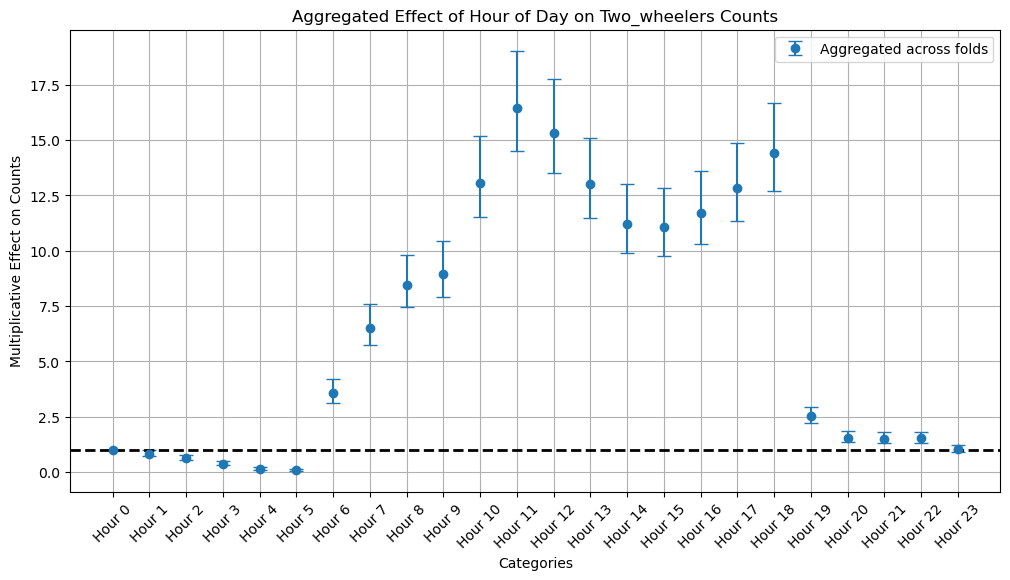 Aggregated Effect of Hour of Day on Two_wheelers Counts
Aggregated across folds
Multiplicative Effect on Counts
17.5
15.0
12.5
10.0
7.5
5.0
2.5
0.0
Hour 0
Hour 1
Hour 2
Hour 3
Hour 4
Hour 5
Hour 6
Hour 7
Hour 8
Hour 9
Hour 10
Hour 11
Hour 12
Hour 13
Hour 14
Hour 15
Hour 16
Hour 17
Hour 18
Hour 19
Hour 20
Hour 21
Hour 22
Hour 23
Categories